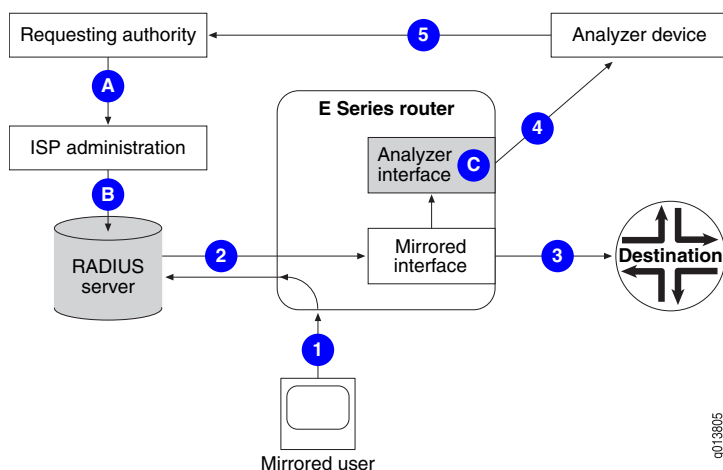 Requesting authority
5
Analyzer device
A
E Series router
4
ISP administration
Analyzer
interface
C
B
RADIUS
server
2
Mirrored
interface
3
Destination
1
Mirrored user
g013805